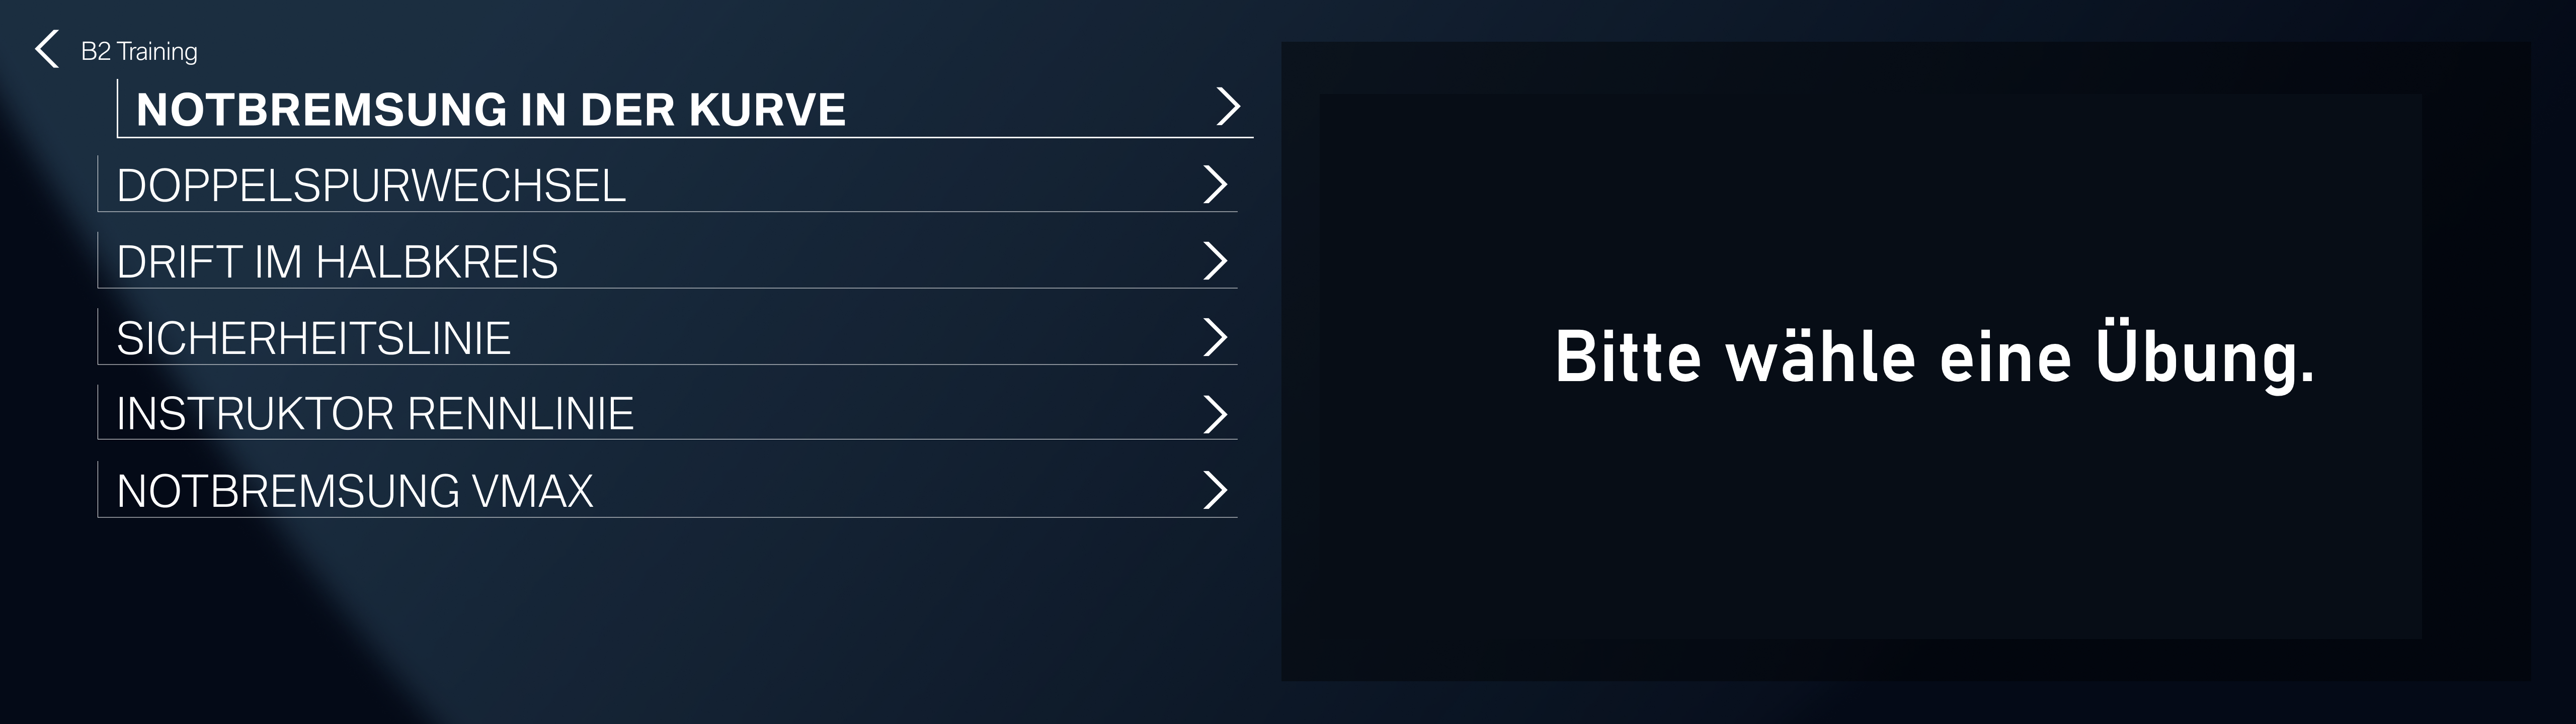 B2 Training
NOTBREMSUNG IN DER KURVE
DOPPELSPURWECHSEL
DRIFT IM HALBKREIS
SICHERHEITSLINIE
INSTRUKTOR RENNLINIE
NOTBREMSUNG VMAX
Bitte wähle eine Übung.